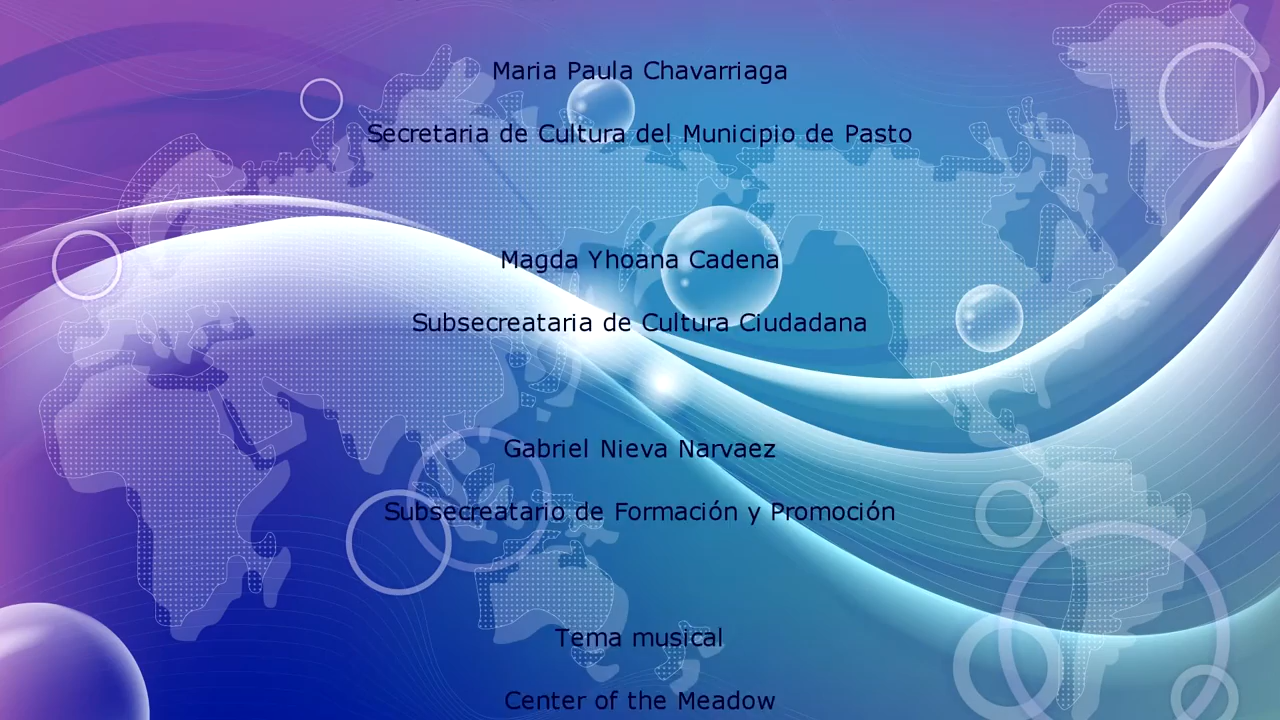 Maria Paula Chavarriaga
Secretaria de Cultura del Municipio de Pasto
Magda Yhoana Cadena
Subsecreataria de Cultura Ciudadana
Gabriel Nieva Narvaez
Subsecreatario de Formación y Promoción
Tema musical
Center of the Meadow